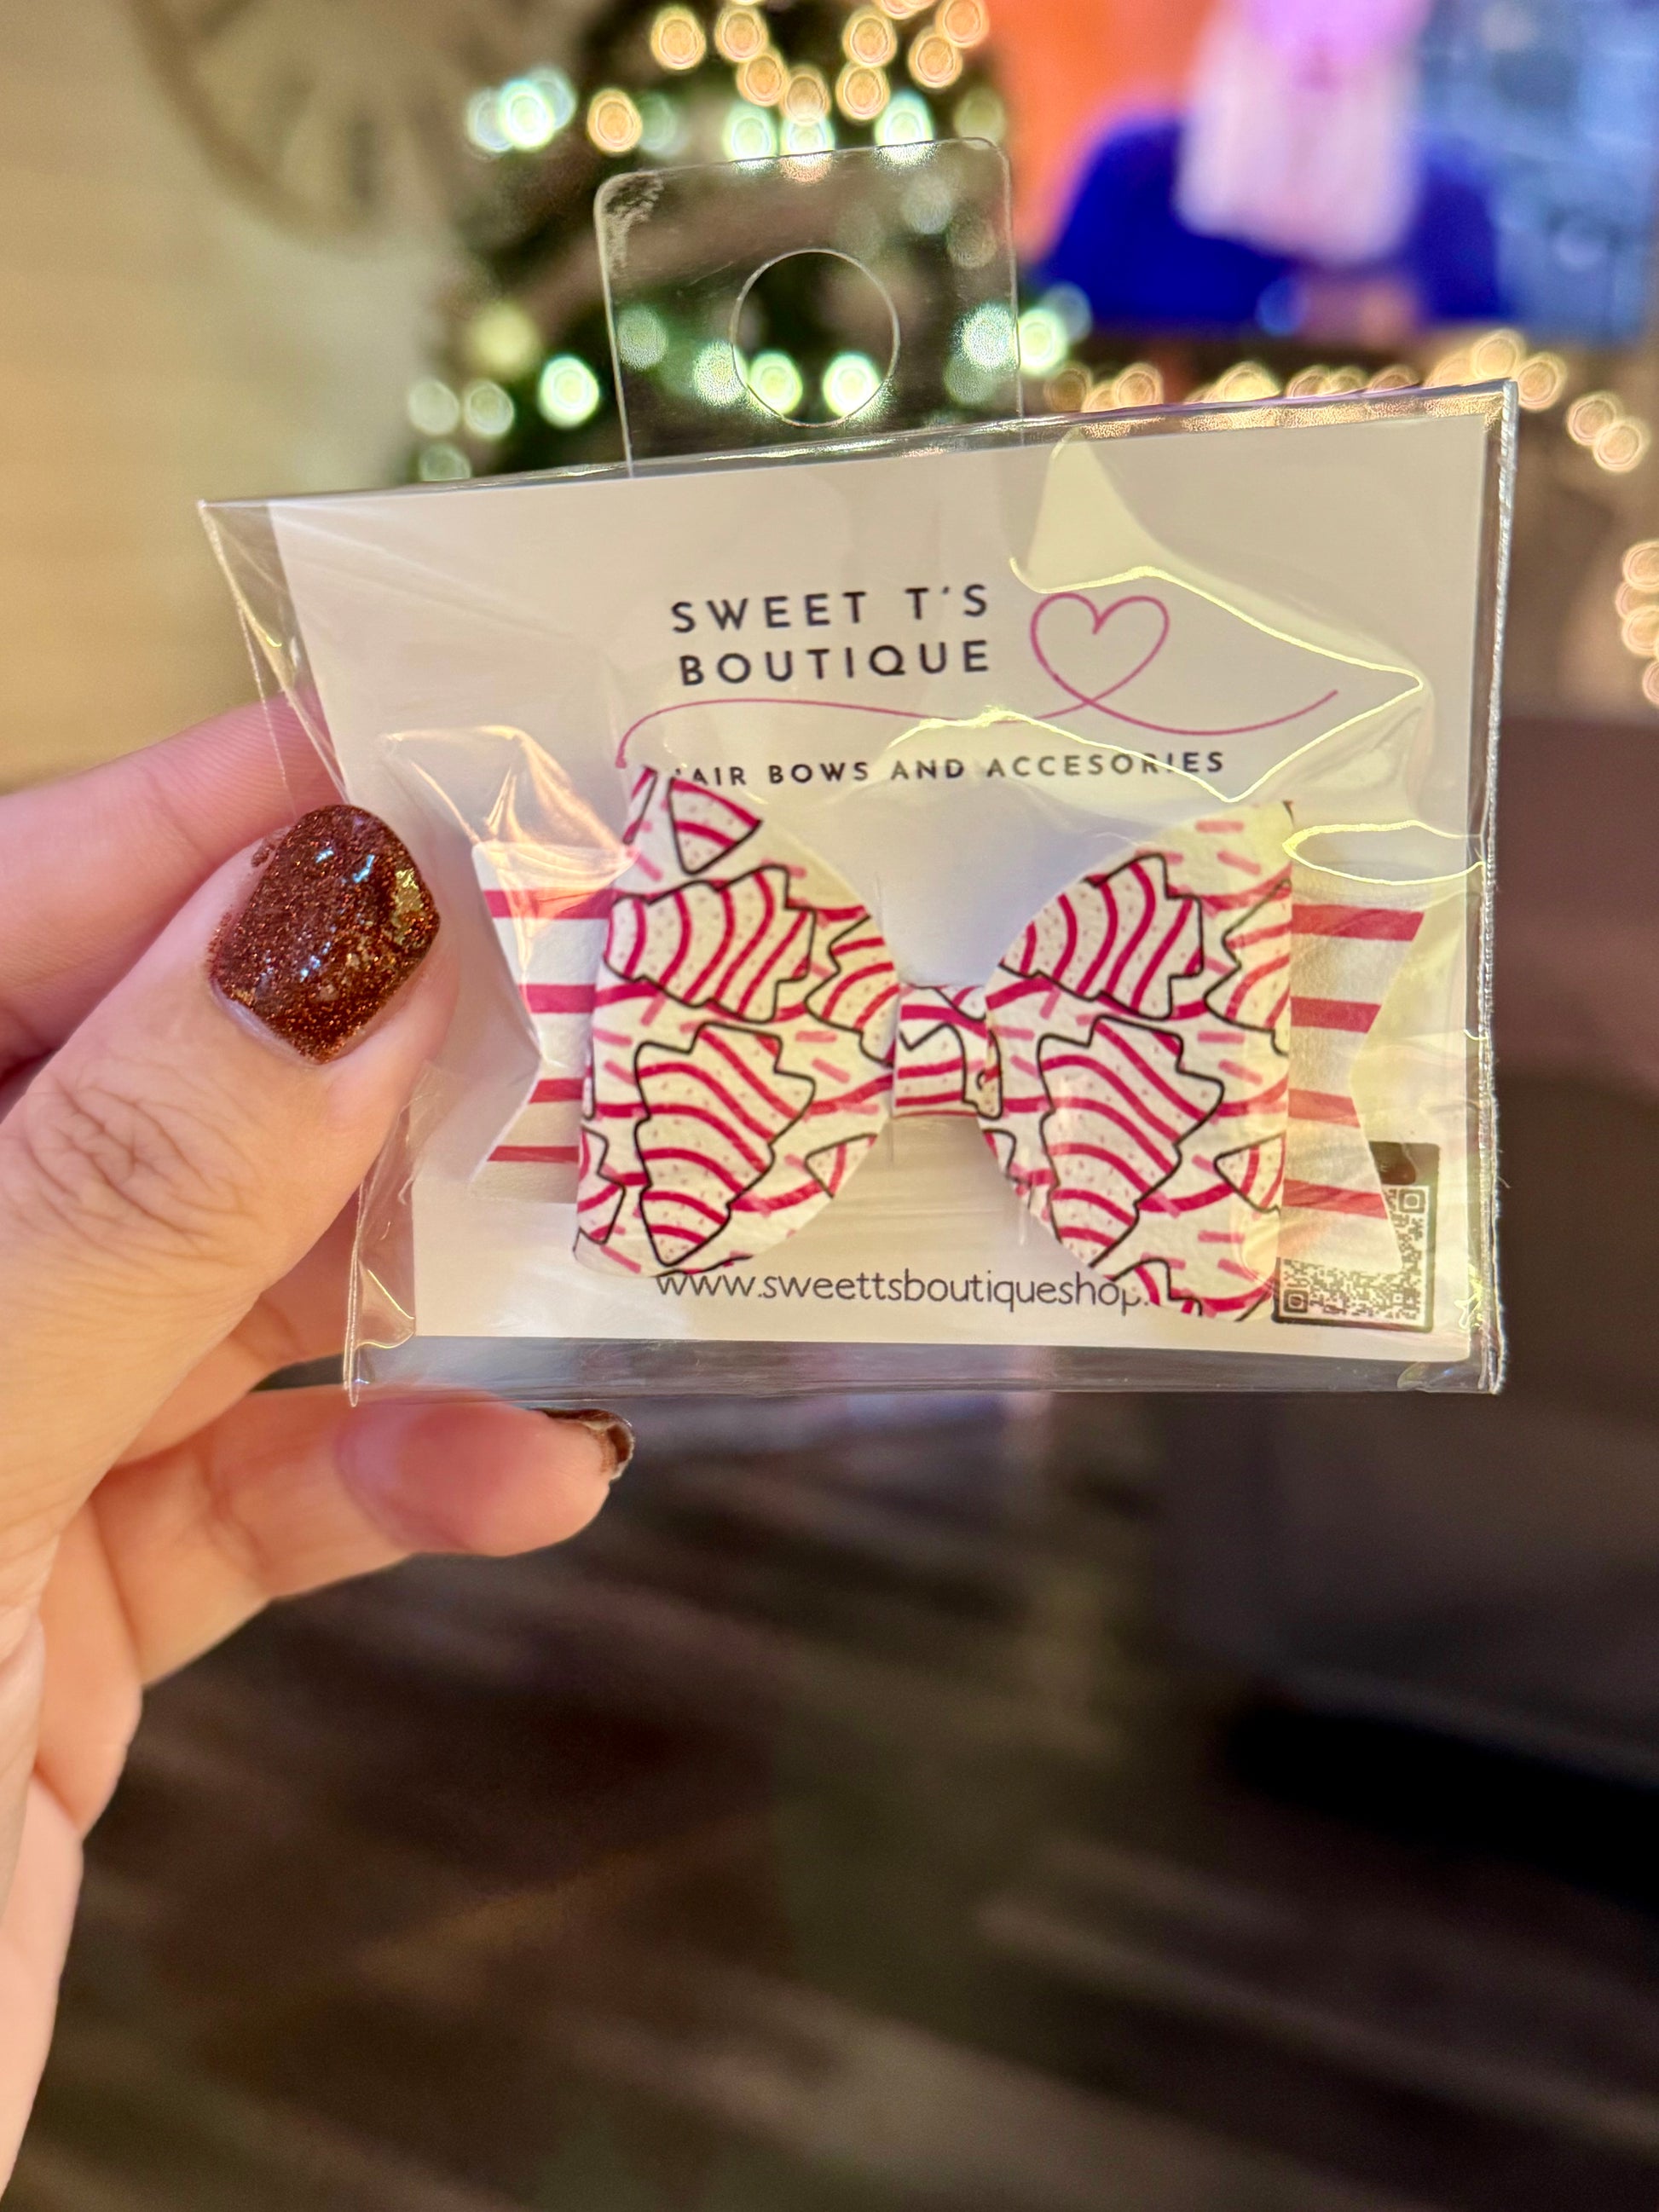 SWEET T'S
BOUTIQUE
AIR BOWS AND ACCESORIES
www.sweettsboutiqueshop.